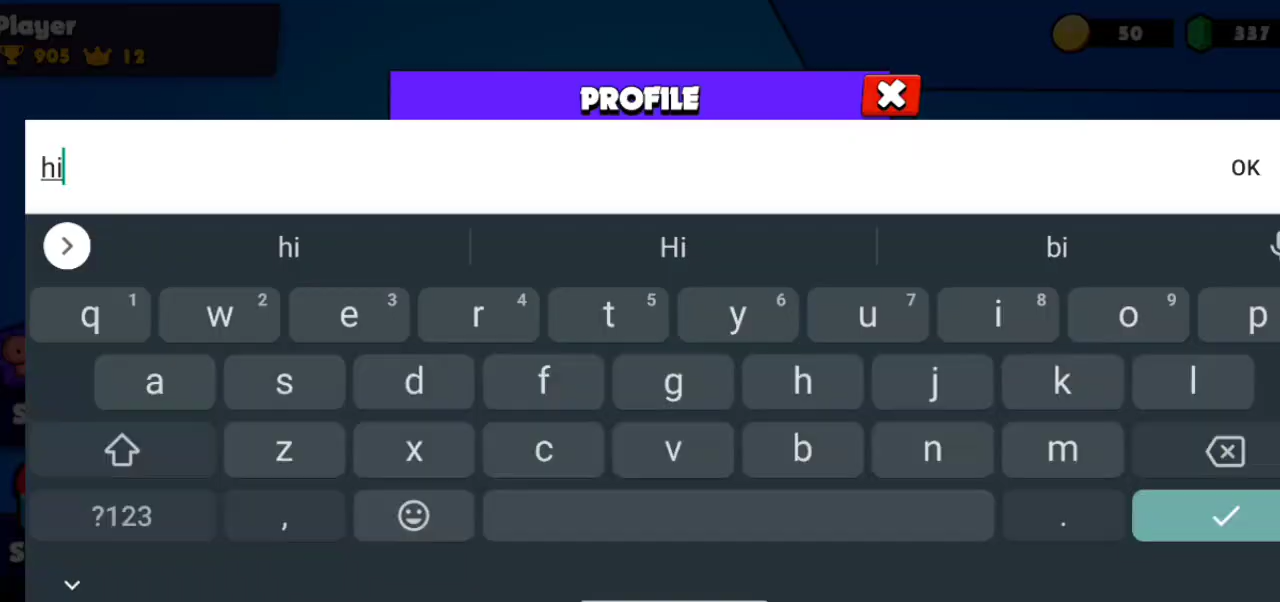 Player
905 12
50 337
PROFILE
hi
OK
hi Hi bi
q 1 w 2 e 3 r 4 t 5 y 6 u 7 i 8 o 9 p
a s d f g h j k l
z x c v b n m
?123 , .